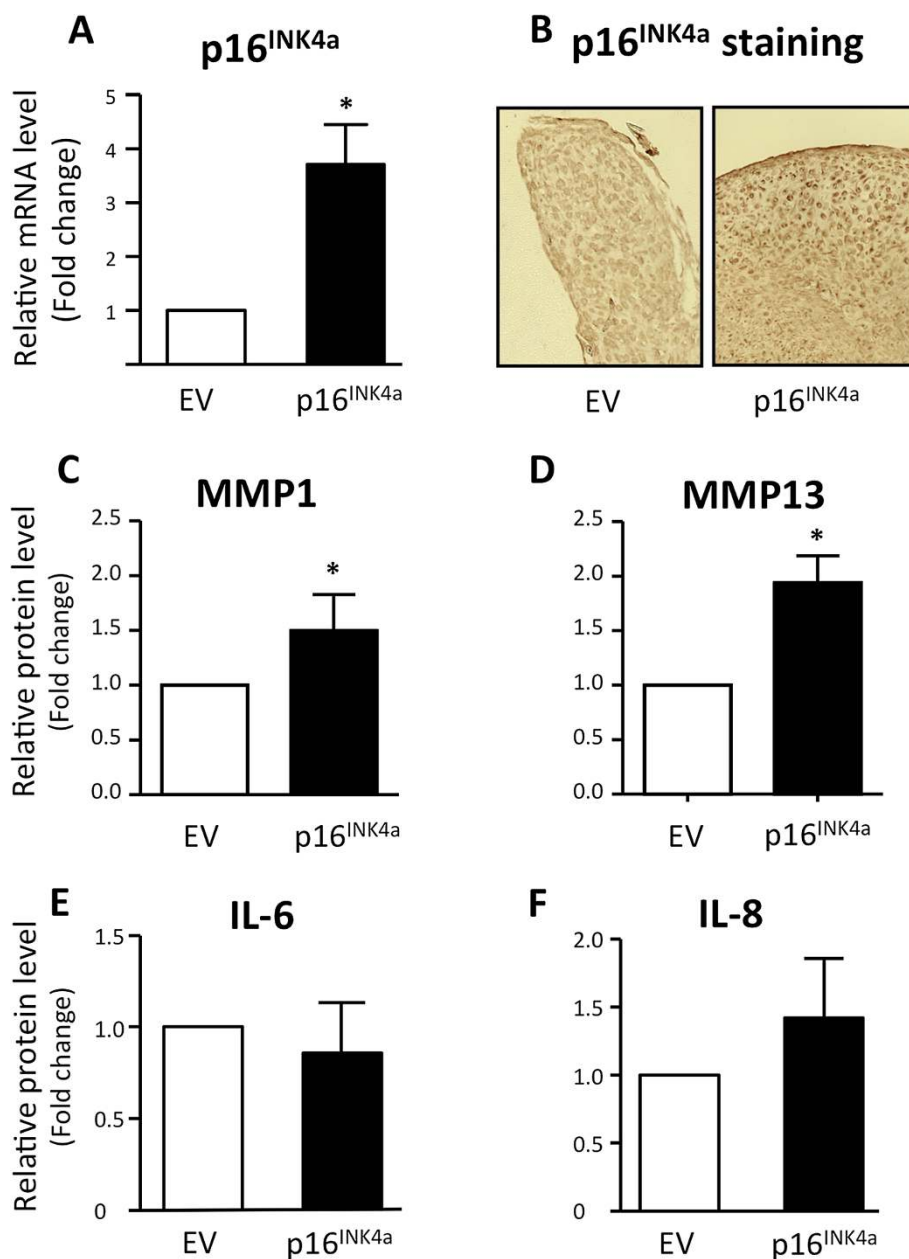 A
p16INK4a
Relative mRNA level
(Fold change)
5
4
3
2
1
*
EV
p16INK4a
B
p16INK4a staining
EV
p16INK4a
C
MMP1
Relative protein level
(Fold change)
2.5
2.0
1.5
1.0
0.5
0.0
*
EV
p16INK4a
D
MMP13
2.5
2.0
1.5
1.0
0.5
0.0
*
EV
p16INK4a
E
IL-6
Relative protein level
(Fold change)
1.5
1.0
0.5
0
EV
p16INK4a
F
IL-8
2.0
1.5
1.0
0.5
0
EV
p16INK4a